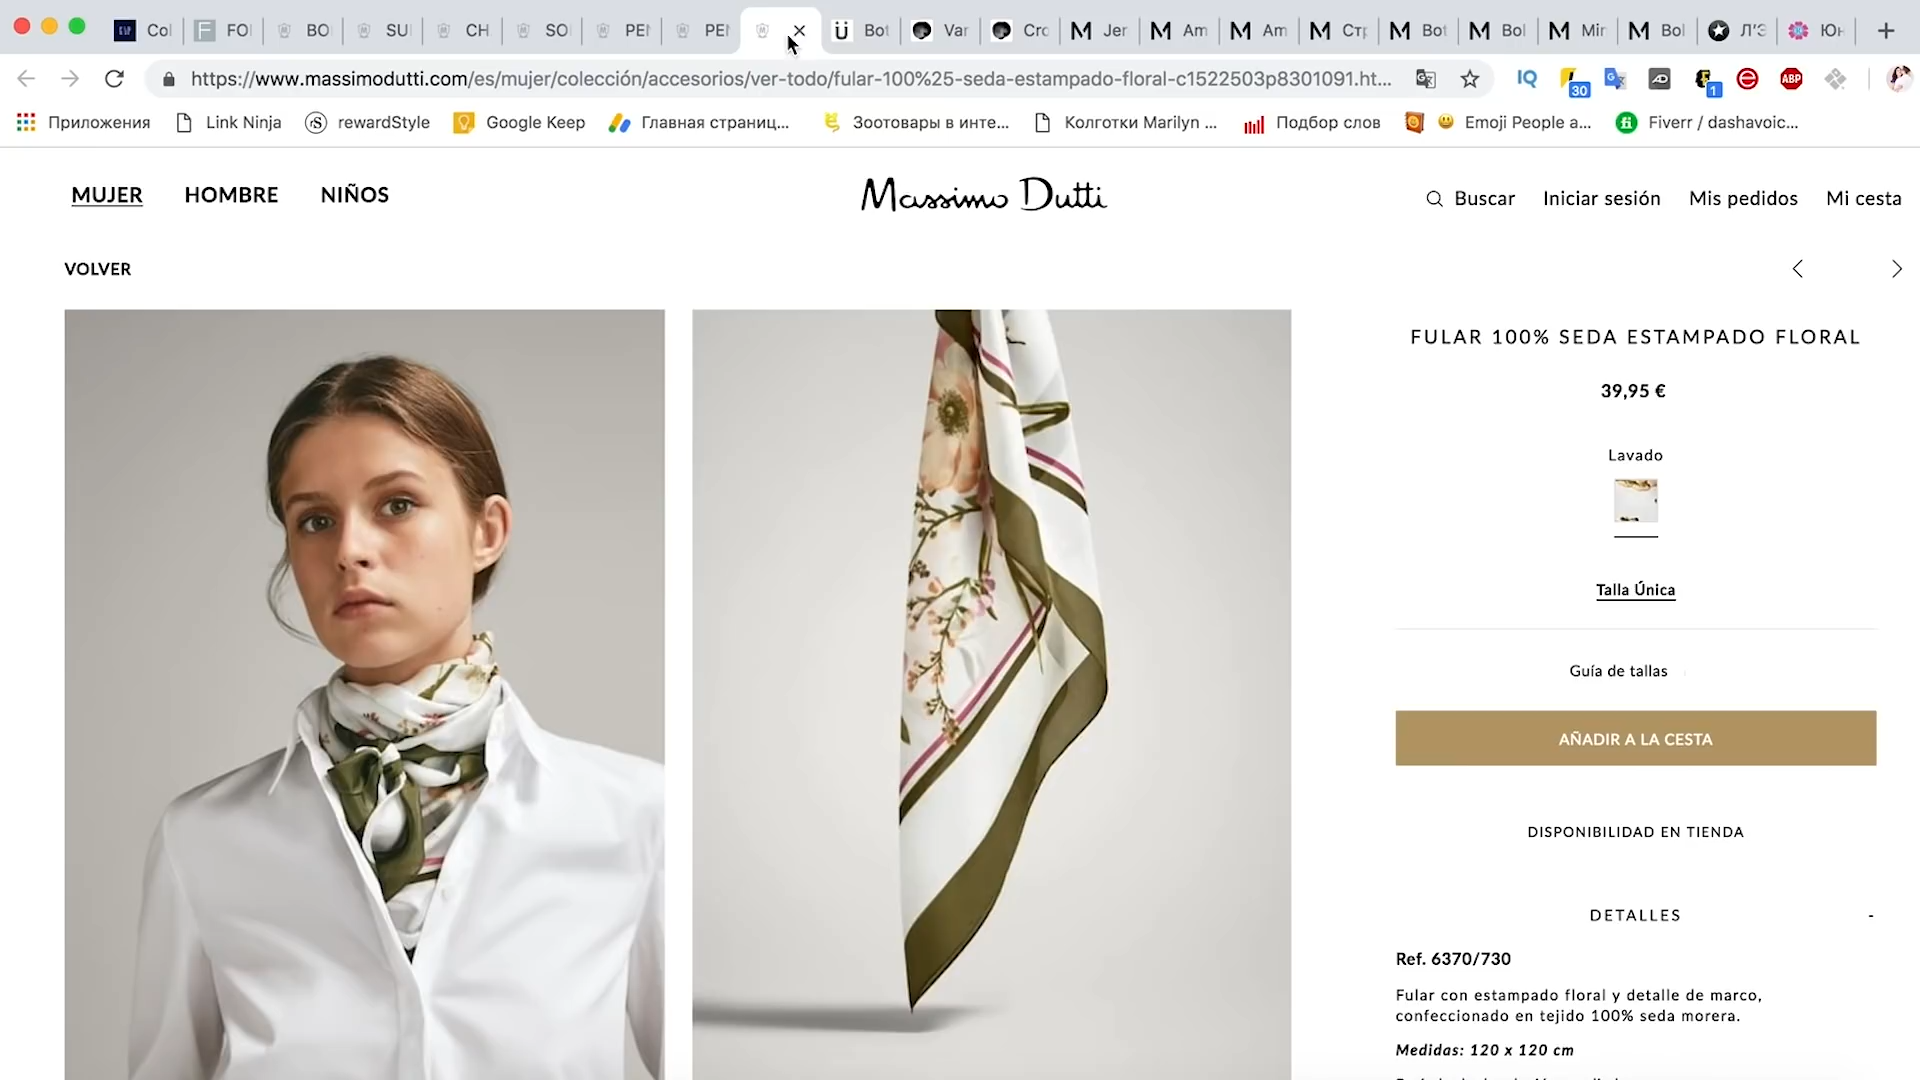 Col FO BO SU CH SO PEN PEN Bot Var Cro Jer Am Am Стр Bot Bol Mir Bol Л'Э Юн
https://www.massimodutti.com/es/mujer/colección/accesorios/ver-todo/fular-100%25-seda-estampado-floral-c1522503p8301091.ht... IQ 30 1 ABP
Приложения Link Ninja rewardStyle Google Keep Главная страниц... Зоотовары в инте... Колготки Marilyn ... Подбор слов Emoji People a... Fiverr / dashavoic...
MUJER HOMBRE NIÑOS Massimo Dutti Buscar Iniciar sesión Mis pedidos Mi cesta
VOLVER
FULAR 100% SEDA ESTAMPADO FLORAL
39,95 €
Lavado
Talla Única
Guía de tallas
AÑADIR A LA CESTA
DISPONIBILIDAD EN TIENDA
DETALLES -
Ref. 6370/730
Fular con estampado floral y detalle de marco,
confeccionado en tejido 100% seda morera.
Medidas: 120 x 120 cm